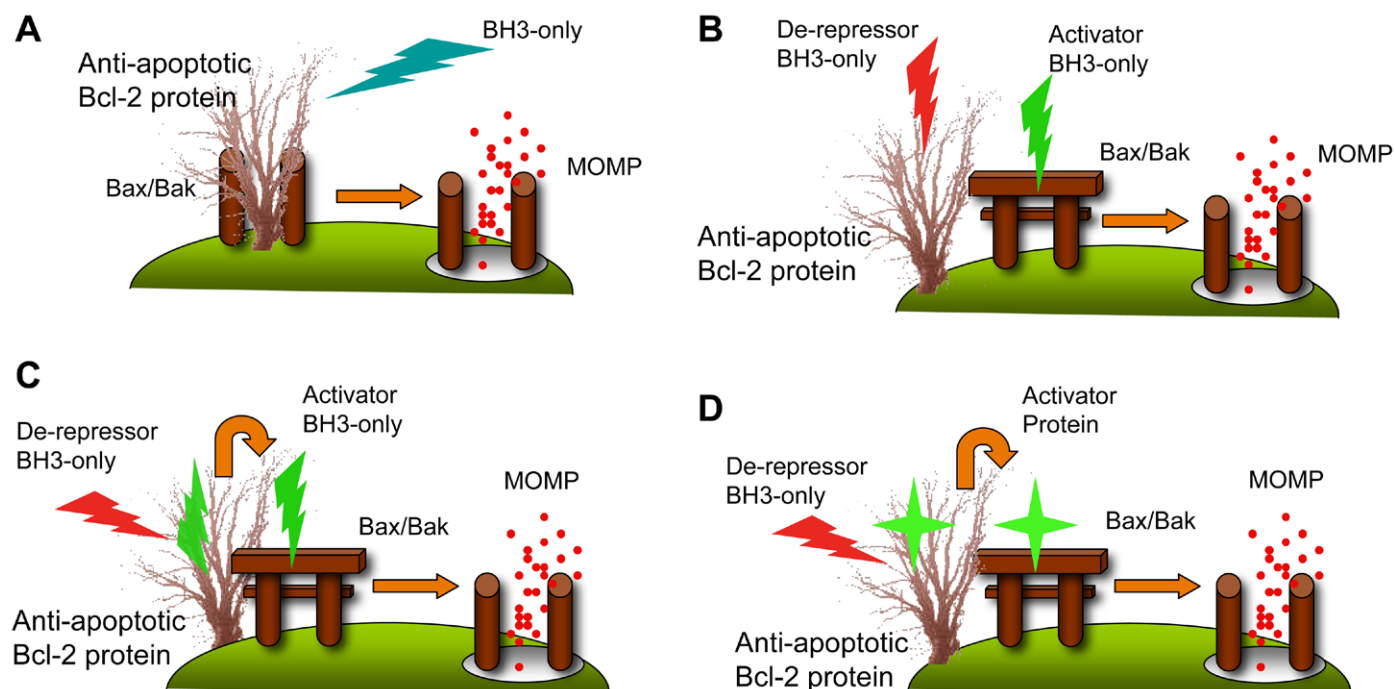 A
BH3-only
Anti-apoptotic
Bcl-2 protein
Bax/Bak
MOMP
B
De-repressor
BH3-only
Activator
BH3-only
Bax/Bak
MOMP
Anti-apoptotic
Bcl-2 protein
C
Activator
BH3-only
De-repressor
BH3-only
MOMP
Bax/Bak
Anti-apoptotic
Bcl-2 protein
D
Activator
Protein
De-repressor
BH3-only
MOMP
Bax/Bak
Anti-apoptotic
Bcl-2 protein